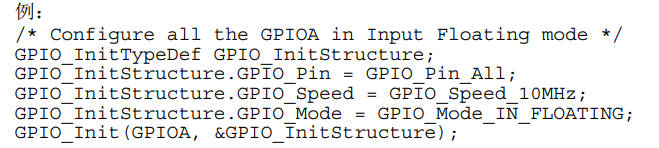 例：
/* Configure all the GPIOA in Input Floating mode */
GPIO_InitTypeDef GPIO_InitStructure;
GPIO_InitStructure.GPIO_Pin = GPIO_Pin_All;
GPIO_InitStructure.GPIO_Speed = GPIO_Speed_10MHz;
GPIO_InitStructure.GPIO_Mode = GPIO_Mode_IN_FLOATING;
GPIO_Init(GPIOA, &GPIO_InitStructure);